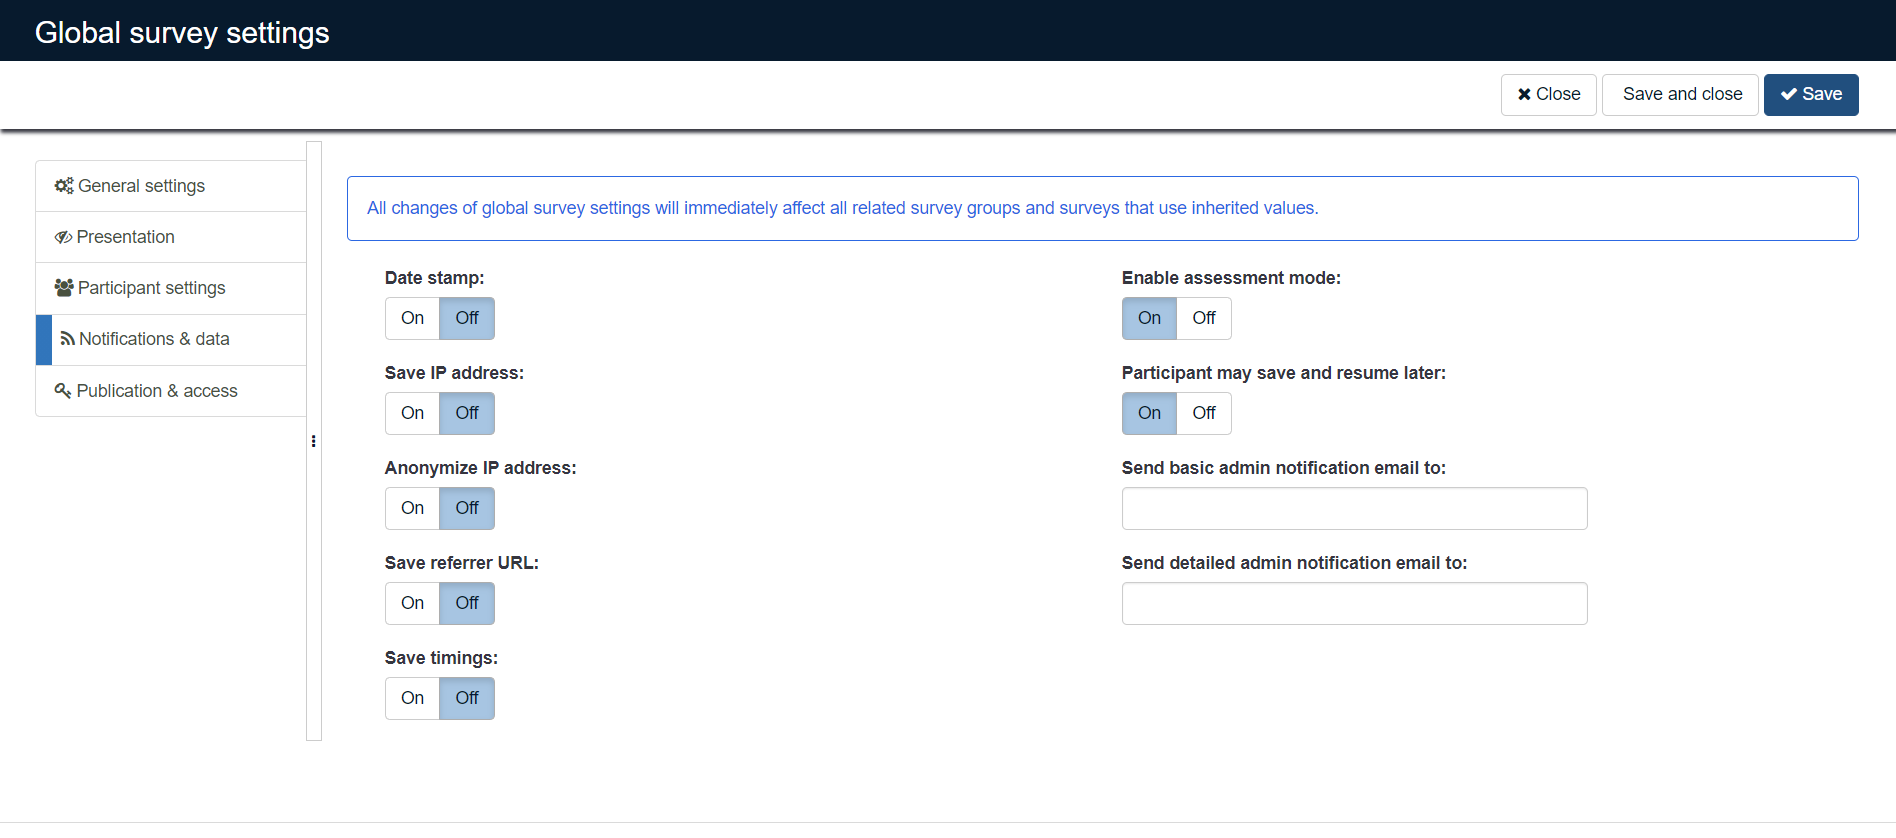 Global survey settings
Close
Save and close
Save
General settings
Presentation
Participant settings
Notifications & data
Publication & access
All changes of global survey settings will immediately affect all related survey groups and surveys that use inherited values.
Date stamp:
On Off
Save IP address:
On Off
Anonymize IP address:
On Off
Save referrer URL:
On Off
Save timings:
On Off
Enable assessment mode:
On Off
Participant may save and resume later:
On Off
Send basic admin notification email to:
Send detailed admin notification email to: